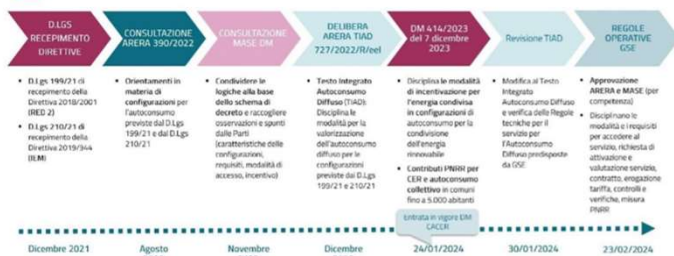 D.LGS
RECEPIMENTO
DIRETTIVE
CONSULTAZIONE
ARERA 390/2022
CONSULTAZIONE
MASE DM
DELIBERA
ARERA TIAD
727/2022/R/eel
DM 414/2023
del 7 dicembre
2023
Revisione TIAD
REGOLE
OPERATIVE
GSE
• D.Lgs 199/21 di
recepimento della
Direttiva 2018/2001
(RED 2)
• D.Lgs 210/21 di
recepimento della
Direttiva 2019/944
(IEM)
• Orientamenti in
materia di
configurazioni per
l'autoconsumo
previste dal D.Lgs
199/21 e dal D.Lgs
210/21
• Condividere le
logiche alla base
dello schema di
decreto e raccogliere
osservazioni e spunti
dalle Parti
(caratteristiche delle
configurazioni,
requisiti, modalità di
accesso, incentivo)
• Testo Integrato
Autoconsumo
Diffuso (TIAD):
Disciplina le
modalità per la
valorizzazione
dell'autoconsumo
diffuso per le
configurazioni
previste dai D.Lgs
199/21 e 210/21
• Disciplina le modalità
di incentivazione per
l'energia condivisa
in configurazioni di
autoconsumo per la
condivisione
dell'energia
rinnovabile
• Contributi PNRR per
CER e autoconsumo
collettivo in comuni
fino a 5.000 abitanti
• Modifica al Testo
Integrato
Autoconsumo Diffuso
e verifica delle Regole
tecniche per il
servizio per
l'Autoconsumo
Diffuso predisposte
da GSE
• Approvazione
ARERA e MASE (per
competenza)
• Disciplinano le
modalità e i requisiti
per accedere al
servizio, richiesta di
attivazione e
valutazione servizio,
contratto, erogazione
tariffa, controlli e
verifiche, misura
PNRR
Entrata in vigore DM
CACER
Dicembre 2021
Agosto
Novembre
Dicembre
24/01/2024
30/01/2024
23/02/2024